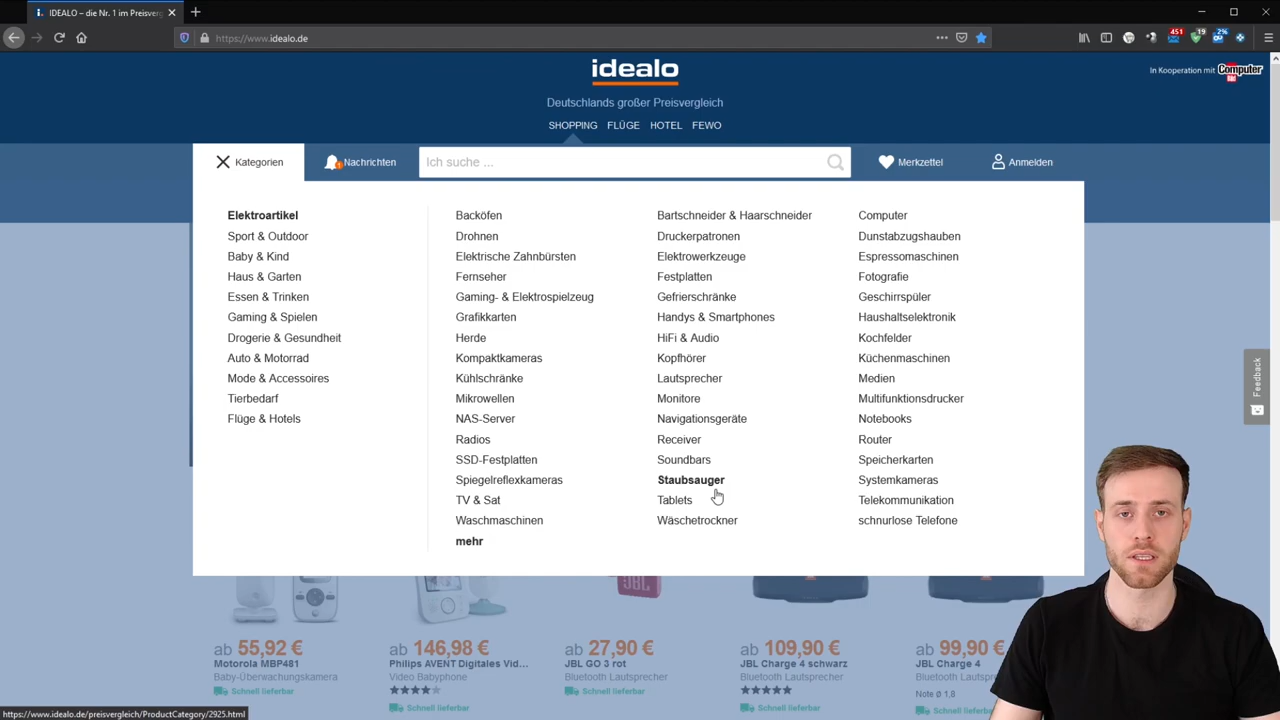 IDEALO – die Nr. 1 im Preisverg
https://www.idealo.de
451
19
2%
idealo
In Kooperation mit Computer Bild
Deutschlands großer Preisvergleich
SHOPPING FLÜGE HOTEL FEWO
Kategorien
Nachrichten
Ich suche ...
Merkzettel
Anmelden
Elektroartikel
Sport & Outdoor
Baby & Kind
Haus & Garten
Essen & Trinken
Gaming & Spielen
Drogerie & Gesundheit
Auto & Motorrad
Mode & Accessoires
Tierbedarf
Flüge & Hotels
Backöfen
Drohnen
Elektrische Zahnbürsten
Fernseher
Gaming- & Elektrospielzeug
Grafikkarten
Herde
Kompaktkameras
Kühlschränke
Mikrowellen
NAS-Server
Radios
SSD-Festplatten
Spiegelreflexkameras
TV & Sat
Waschmaschinen
mehr
Bartschneider & Haarschneider
Druckerpatronen
Elektrowerkzeuge
Festplatten
Gefrierschränke
Handys & Smartphones
HiFi & Audio
Kopfhörer
Lautsprecher
Monitore
Navigationsgeräte
Receiver
Soundbars
Staubsauger
Tablets
Wäschetrockner
Computer
Dunstabzugshauben
Espressomaschinen
Fotografie
Geschirrspüler
Haushaltselektronik
Kochfelder
Küchenmaschinen
Medien
Multifunktionsdrucker
Notebooks
Router
Speicherkarten
Systemkameras
Telekommunikation
schnurlose Telefone
Feedback
JBL
ab 55,92 €
Motorola MBP481
Baby-Überwachungskamera
Schnell lieferbar
ab 146,98 €
Philips AVENT Digitales Vid...
Video Babyphone
Schnell lieferbar
ab 27,90 €
JBL GO 3 rot
Bluetooth Lautsprecher
Schnell lieferbar
ab 109,90 €
JBL Charge 4 schwarz
Bluetooth Lautsprecher
Schnell lieferbar
ab 99,90 €
JBL Charge 4
Bluetooth
Note ø 1,8
Schnell lieferbar
https://www.idealo.de/preisvergleich/ProductCategory/2925.html